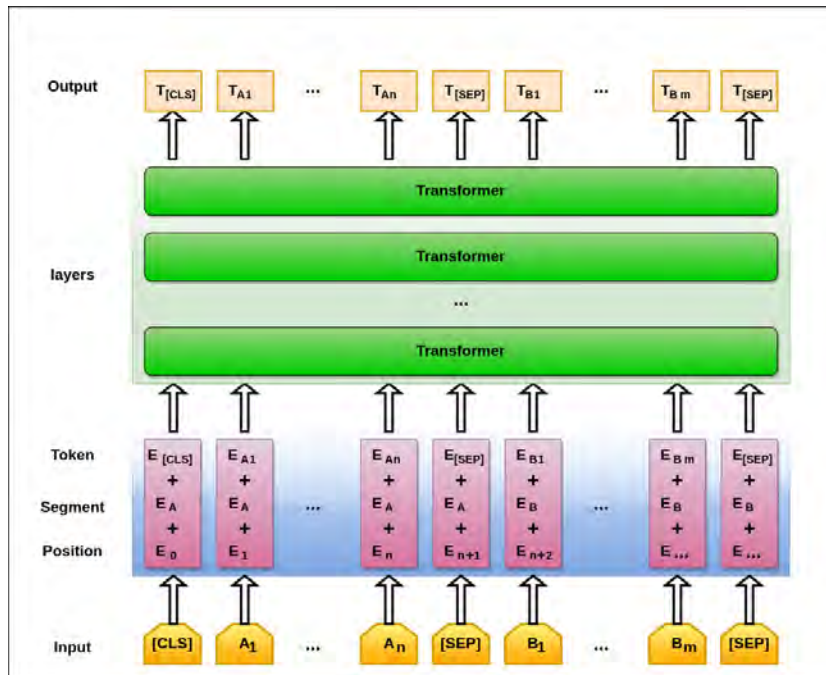 Output T[CLS] TA1 ... TAn T[SEP] TB1 ... TBm T[SEP]
Transformer
layers
Transformer
...
Transformer
Token E[CLS] EA1 EAn E[SEP] EB1 EBm E[SEP]
+ + + + + + +
Segment EA EA ... EA EA EB ... EB EB
+ + + + + + +
Position E0 E1 En En+1 En+2 E... E...
Input [CLS] A1 ... An [SEP] B1 ... Bm [SEP]